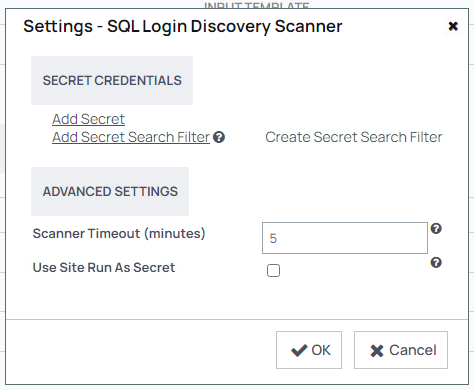 INPUT TEMPLATE
Settings - SQL Login Discovery Scanner
SECRET CREDENTIALS
Add Secret
Add Secret Search Filter Create Secret Search Filter
ADVANCED SETTINGS
Scanner Timeout (minutes) 5
Use Site Run As Secret
OK Cancel